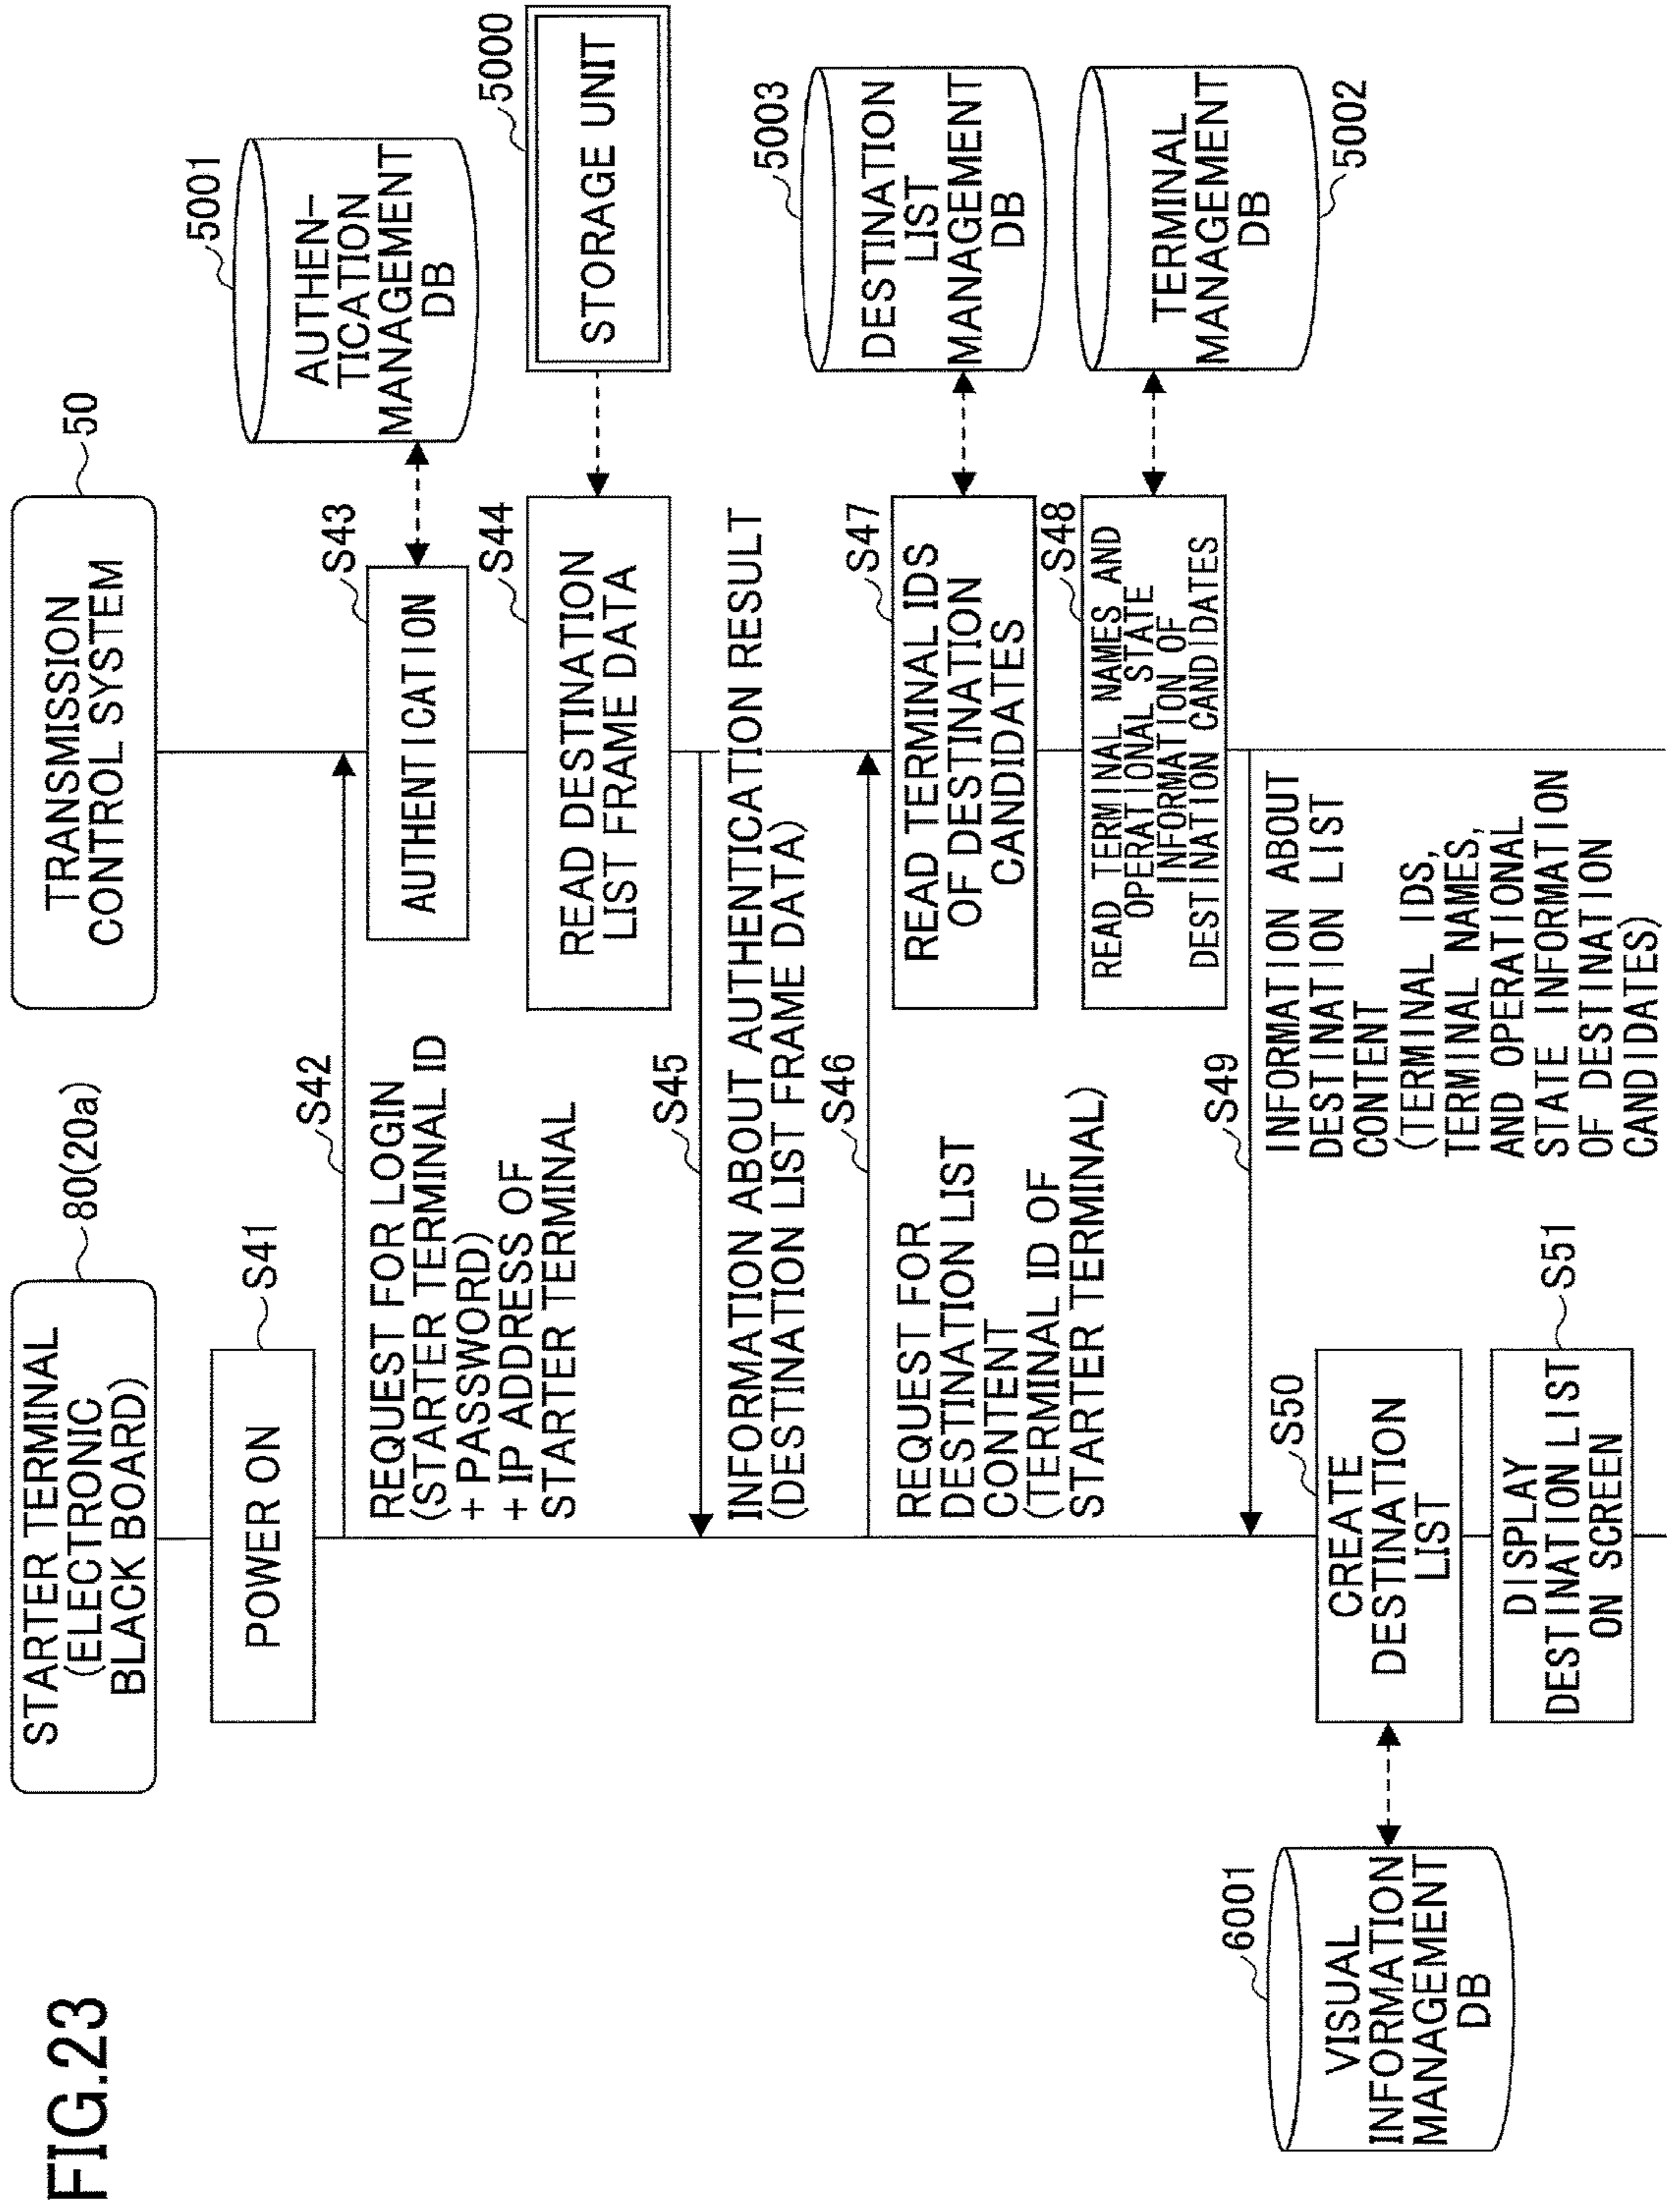 FIG.23
STARTER TERMINAL
(ELECTRONIC
BLACK BOARD)
80(20a)
TRANSMISSION
CONTROL SYSTEM
50
POWER ON
S41
S42
REQUEST FOR LOGIN
(STARTER TERMINAL ID
+ PASSWORD)
+ IP ADDRESS OF
STARTER TERMINAL
AUTHENTICATION
S43
AUTHEN-
TICATION
MANAGEMENT
DB
5001
READ DESTINATION
LIST FRAME DATA
S44
STORAGE UNIT
5000
S45
INFORMATION ABOUT AUTHENTICATION RESULT
(DESTINATION LIST FRAME DATA)
S46
REQUEST FOR
DESTINATION LIST
CONTENT
(TERMINAL ID OF
STARTER TERMINAL)
READ TERMINAL IDS
OF DESTINATION
CANDIDATES
S47
DESTINATION
LIST
MANAGEMENT
DB
5003
READ TERMINAL NAMES AND
OPERATIONAL STATE
INFORMATION OF
DESTINATION CANDIDATES
S48
TERMINAL
MANAGEMENT
DB
5002
S49
INFORMATION ABOUT
DESTINATION LIST
CONTENT
(TERMINAL IDS,
TERMINAL NAMES,
AND OPERATIONAL
STATE INFORMATION
OF DESTINATION
CANDIDATES)
VISUAL
INFORMATION
MANAGEMENT
DB
6001
CREATE
DESTINATION
LIST
S50
DISPLAY
DESTINATION LIST
ON SCREEN
S51